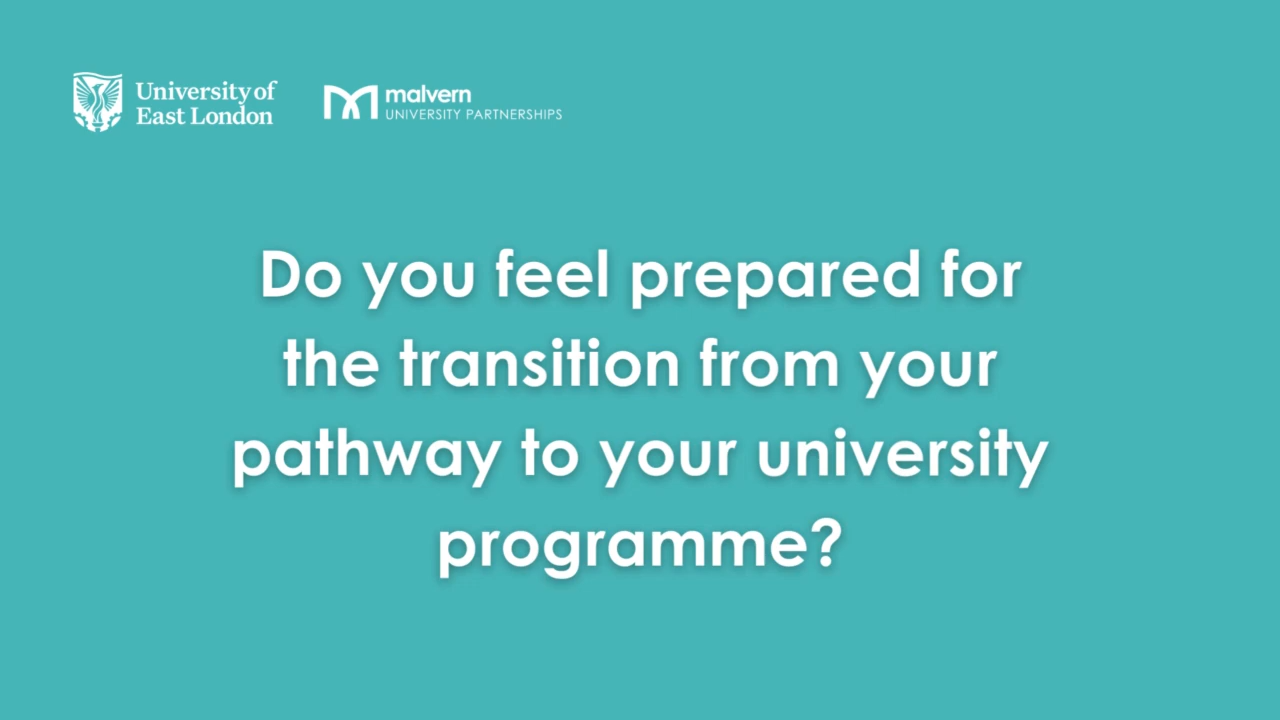 University of
East London
malvern
UNIVERSITY PARTNERSHIPS
Do you feel prepared for
the transition from your
pathway to your university
programme?